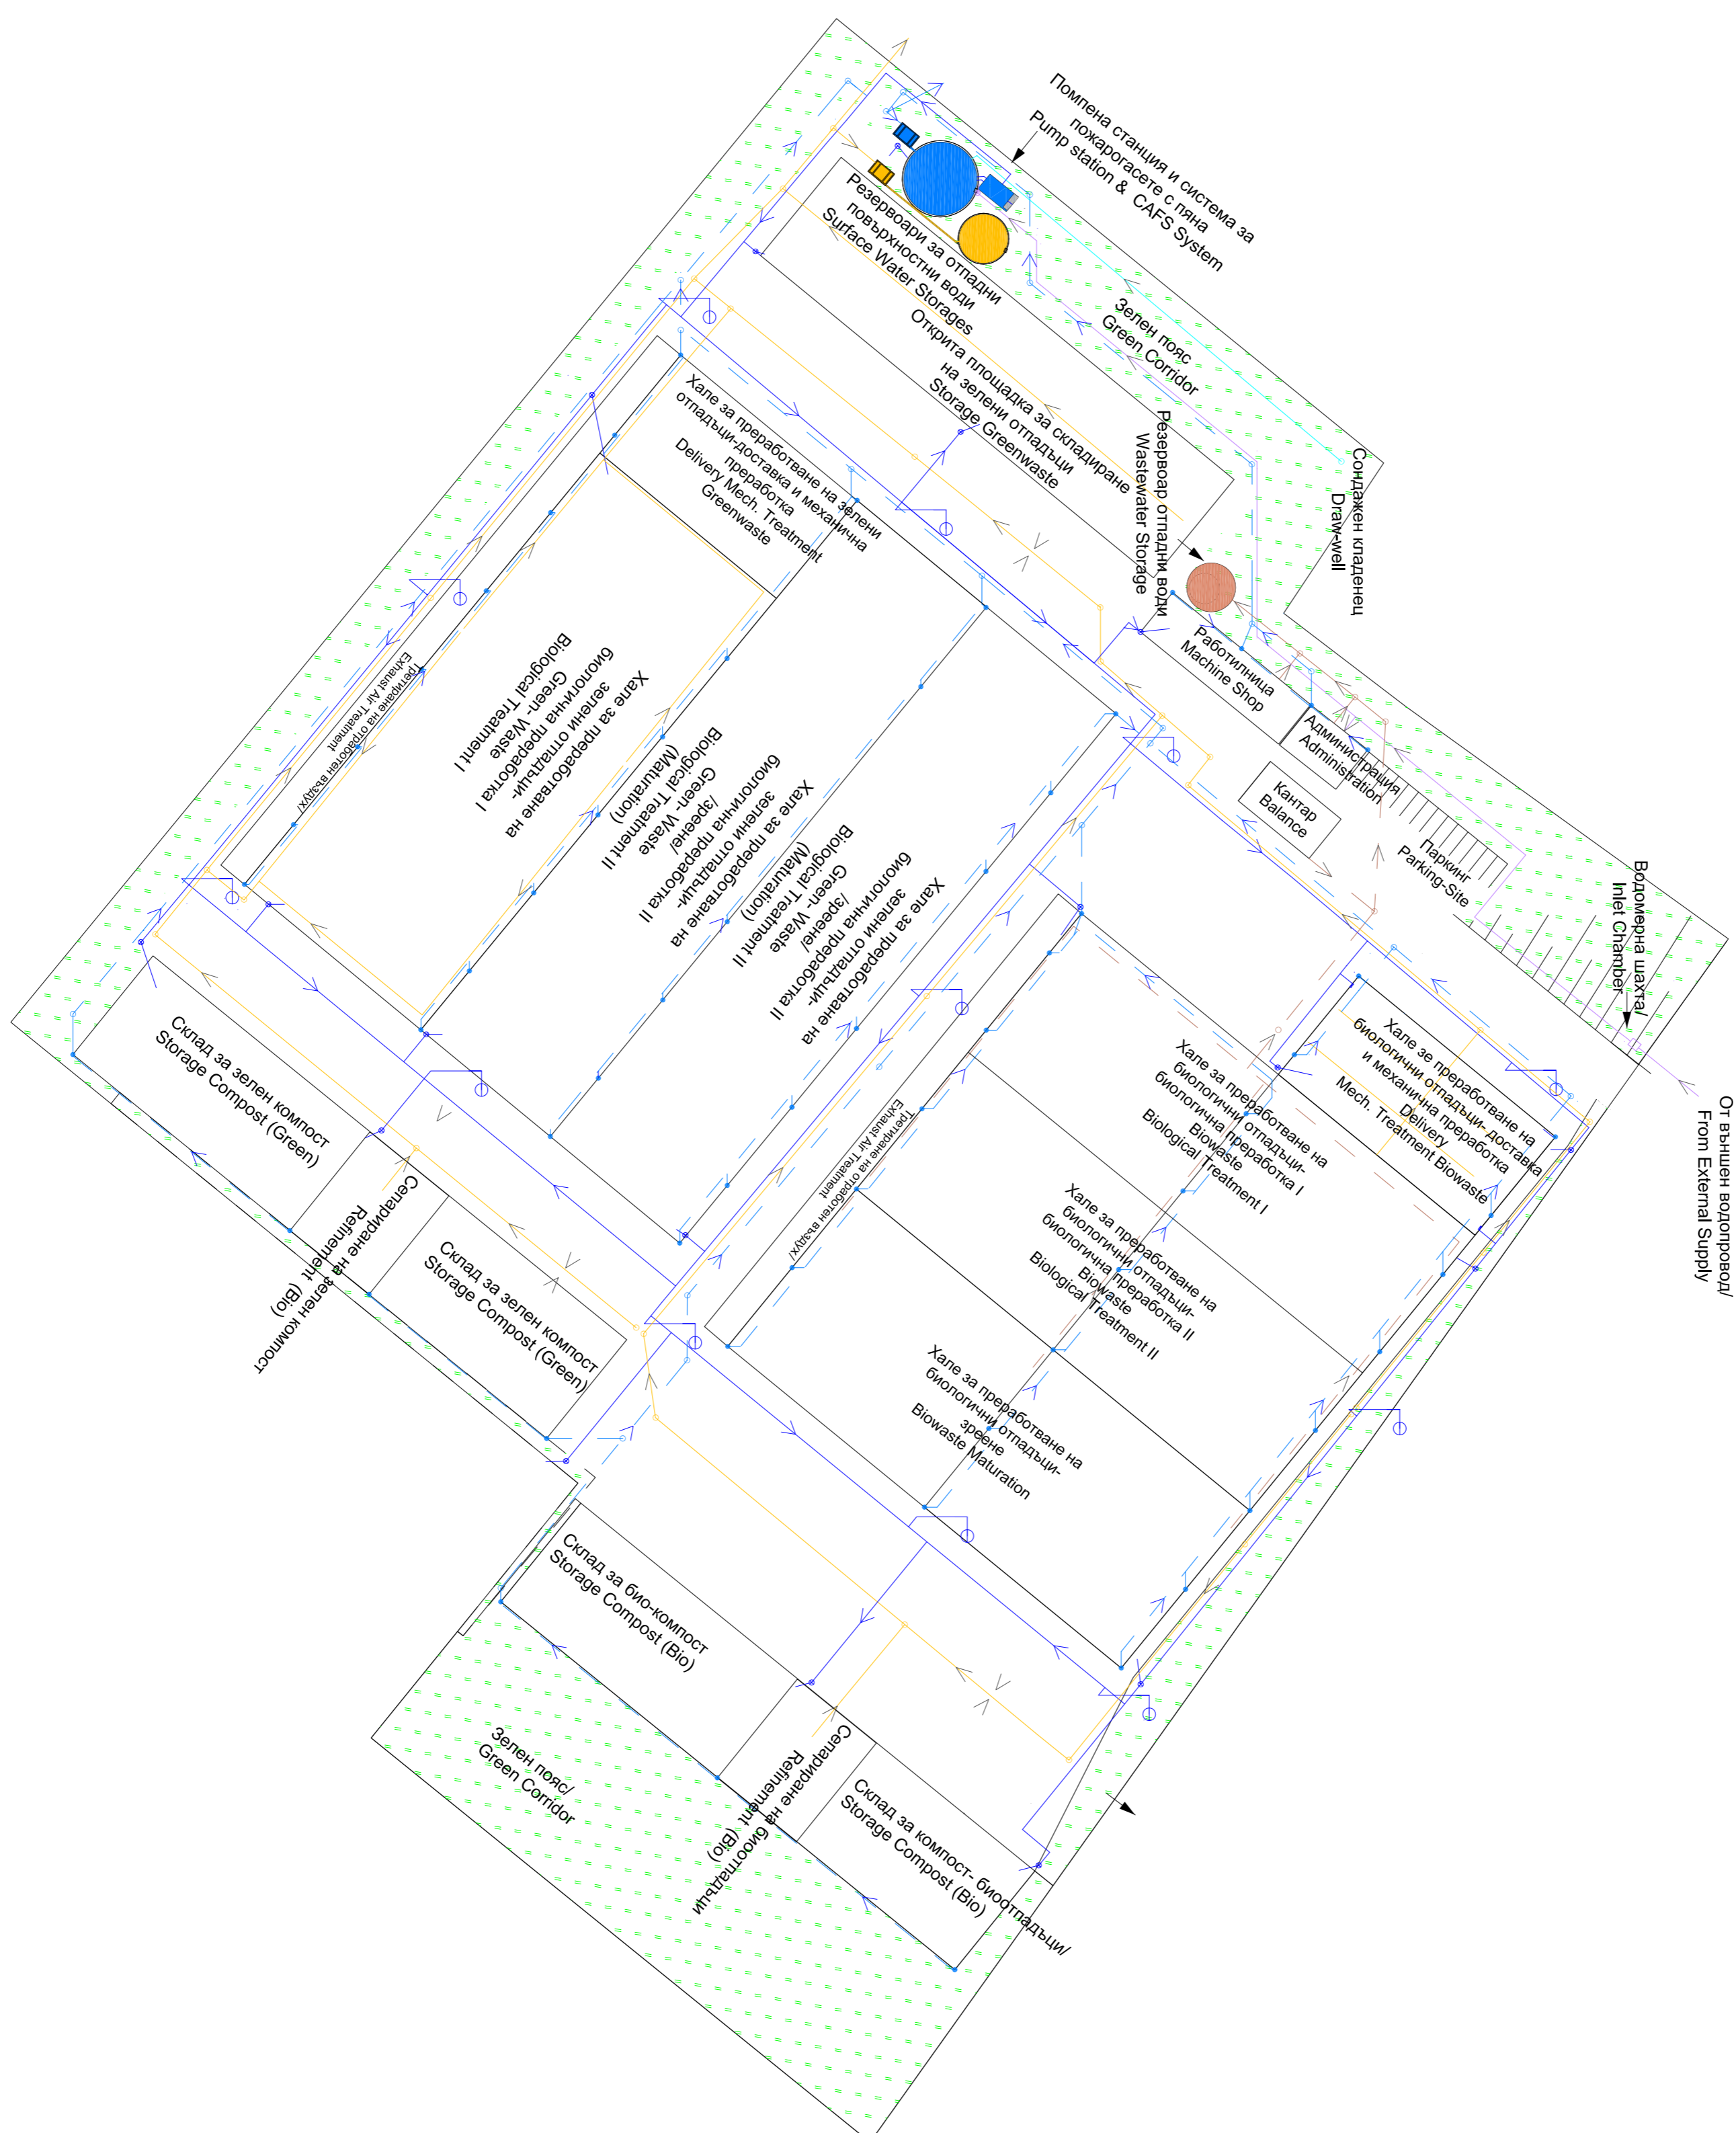 Помпена станция и система за
пожарогасете с пяна
Pump station & CAFS System
Резервоари за отпадни
повърхностни води
Surface Water Storages
Зелен пояс
Green Corridor
Открита площадка за складиране
на зелени отпадъци
Storage Greenwaste
Резервоар отпадни води
Wastewater Storage
Сондажен кладенец
Draw-well
Работилница
Machine Shop
Администрация
Administration
Кантар
Balance
Паркинг
Parking-Site
Водомерна шахта/
Inlet Chamber
От външен водопровод/
From External Supply
Хале за преработване на зелени
отпадъци-доставка и механична
преработка
Delivery Mech. Treatment
Greenwaste
Третиране на отработен въздух/
Exhaust Air Treatment
Хале за преработване на
зелени отпадъци-
биологична преработка I
Green- Waste
Biological Treatment I
Хале за преработване на
зелени отпадъци-
биологична преработка II
/зреене/
Green- Waste
Biological Treatment II
(Maturation)
Хале за преработване на
зелени отпадъци-
биологична преработка II
/зреене/
Green- Waste
Biological Treatment II
(Maturation)
Хале зе преработване на
биологични отпадъци- доставка
и механична преработка
Delivery
Mech. Treatment Biowaste
Хале за преработване на
биологични отпадъци-
биологична преработка I
Biowaste
Biological Treatment I
Хале за преработване на
биологични отпадъци-
биологична преработка II
Biowaste
Biological Treatment II
Третиране на отработен въздух/
Exhaust Air Treatment
Хале за преработване на
биологични отпадъци-
зреене
Biowaste Maturation
Склад за зелен компост
Storage Compost (Green)
Сепариране на зелен компост
Refinement (Bio)
Склад за зелен компост
Storage Compost (Green)
Склад за био-компост
Storage Compost (Bio)
Сепариране на биоотпадъци
Refinement (Bio)
Склад за компост- биоотпадъци/
Storage Compost (Bio)
Зелен пояс/
Green Corridor